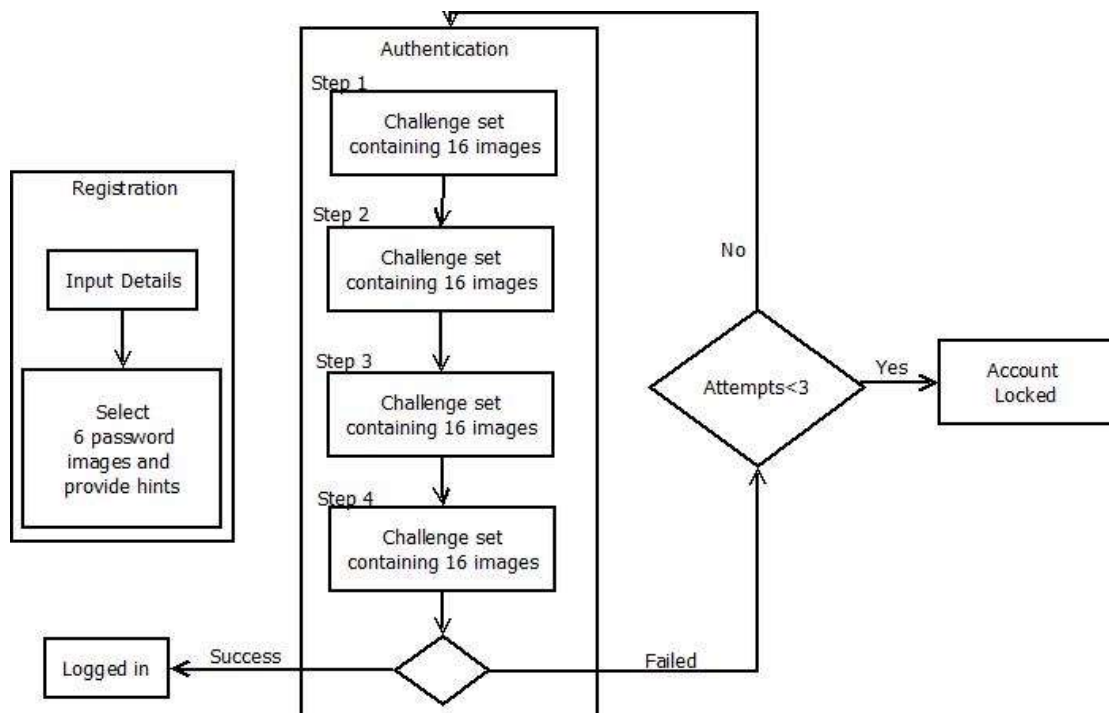 Registration
Input Details
Select
6 password
images and
provide hints
Authentication
Step 1
Challenge set
containing 16 images
Step 2
Challenge set
containing 16 images
Step 3
Challenge set
containing 16 images
Step 4
Challenge set
containing 16 images
Success
Logged in
Failed
Attempts<3
No
Yes
Account
Locked